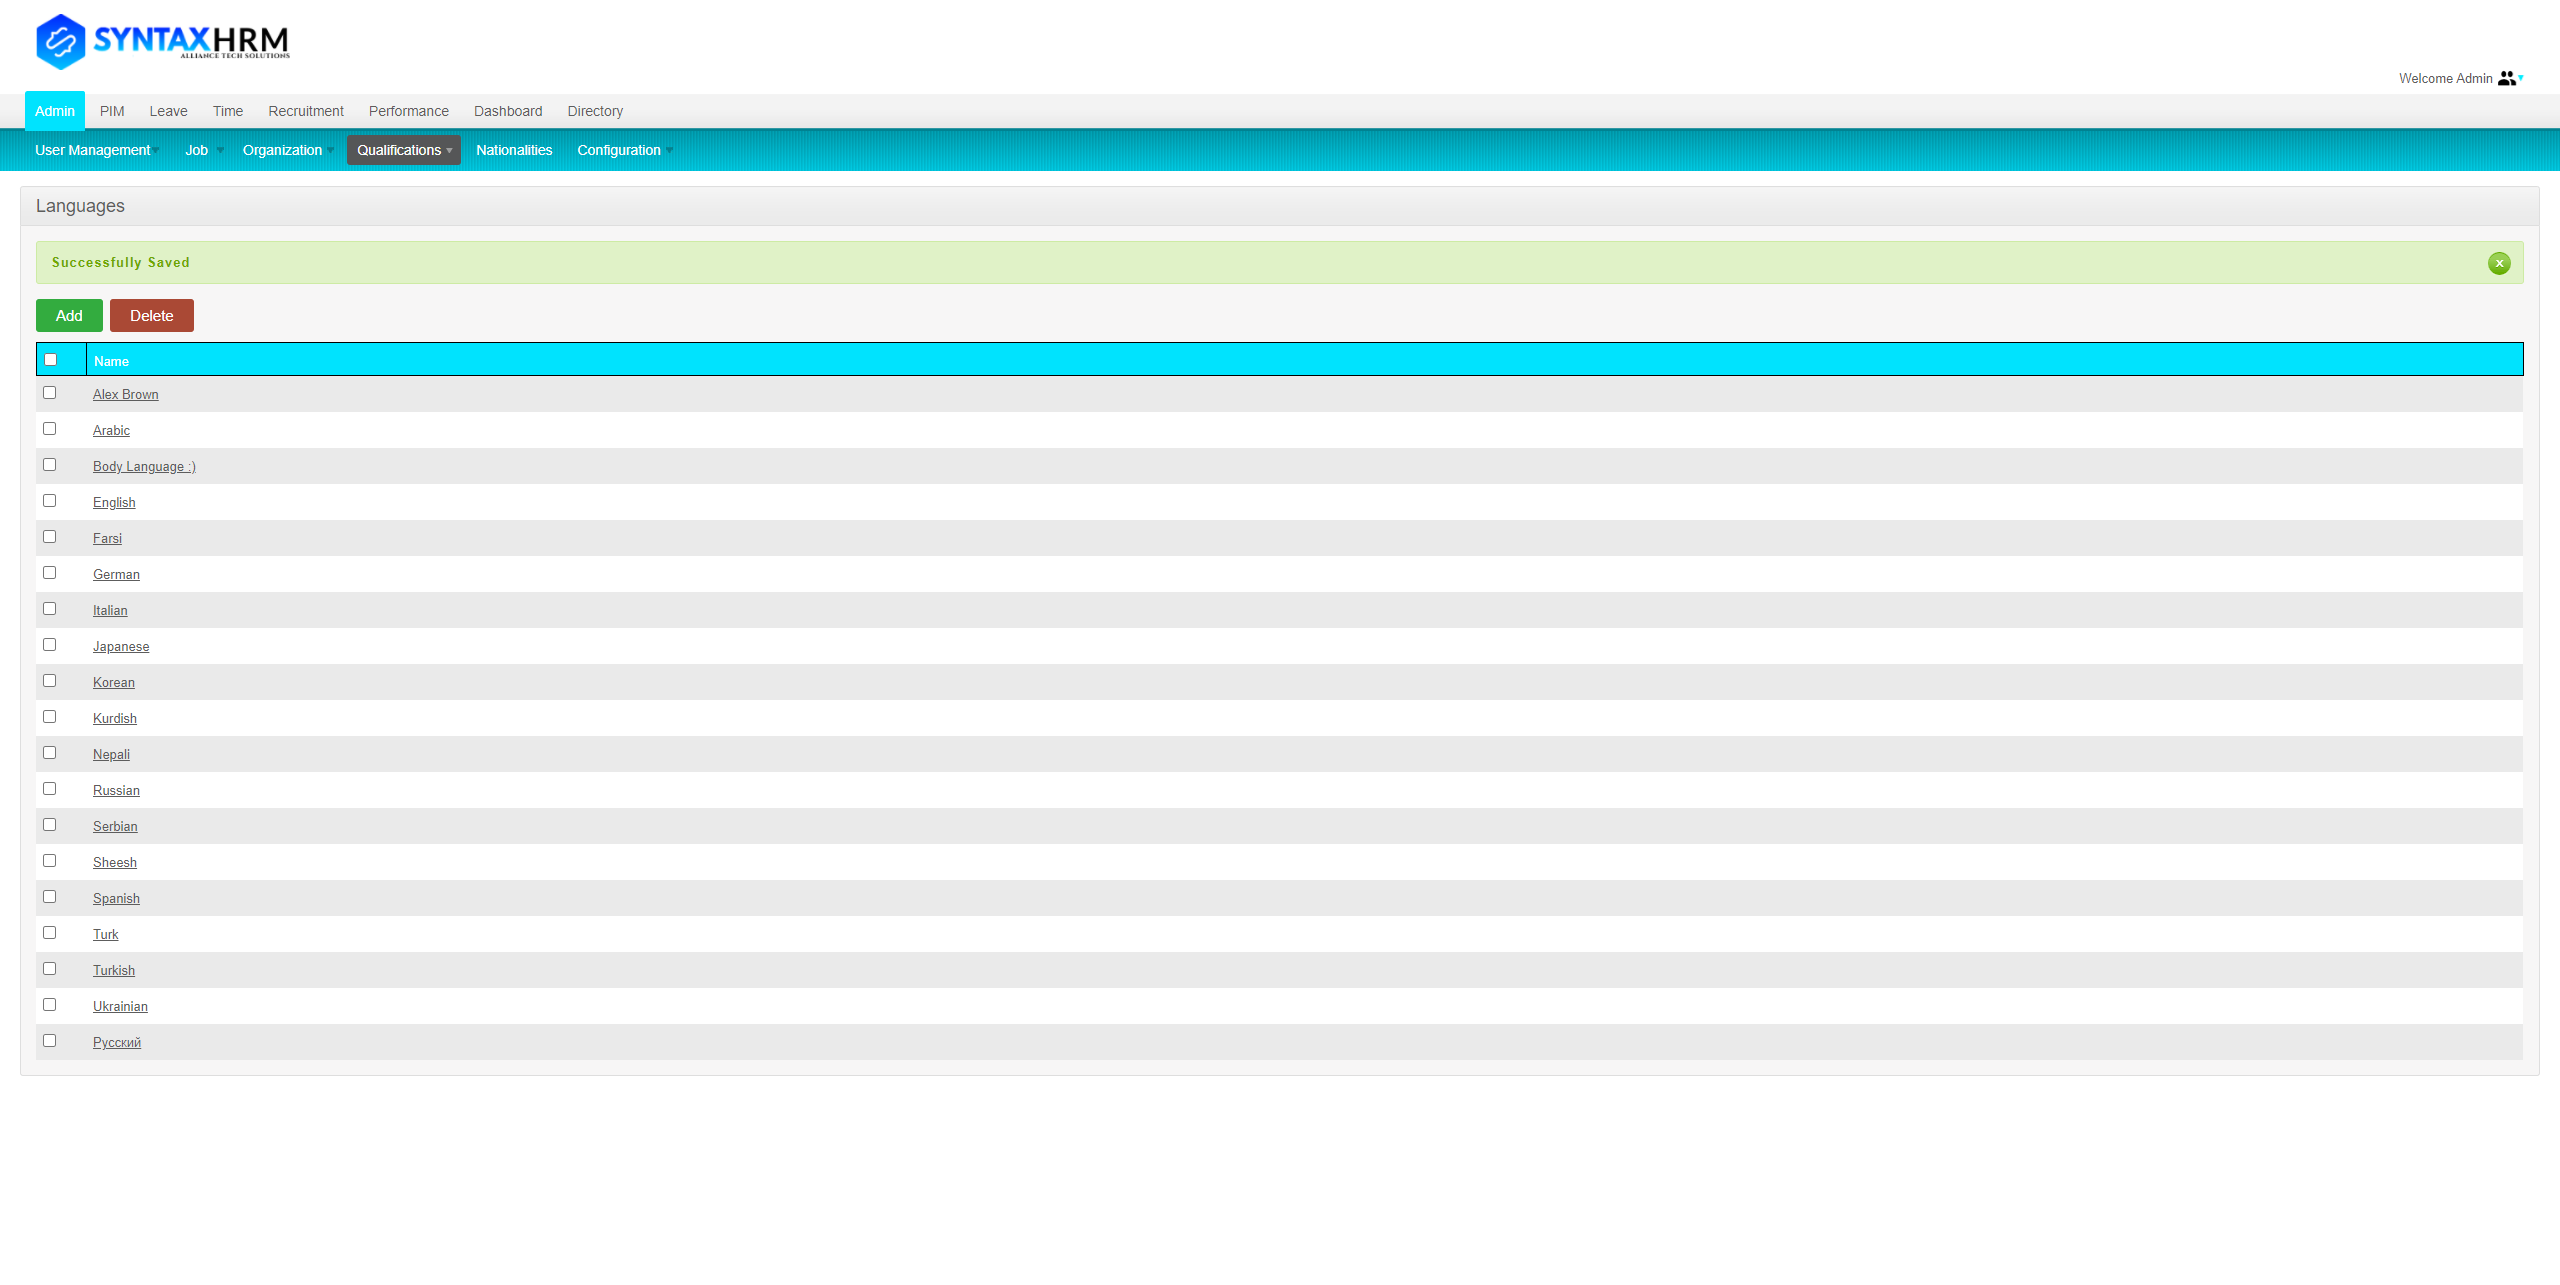 SYNTAXHRM
ALLIANCE TECH SOLUTIONS
Welcome Admin
Admin PIM Leave Time Recruitment Performance Dashboard Directory
User Management Job Organization Qualifications Nationalities Configuration
Languages
Successfully Saved
x
Add Delete
Name
Alex Brown
Arabic
Body Language :)
English
Farsi
German
Italian
Japanese
Korean
Kurdish
Nepali
Russian
Serbian
Sheesh
Spanish
Turk
Turkish
Ukrainian
Русский